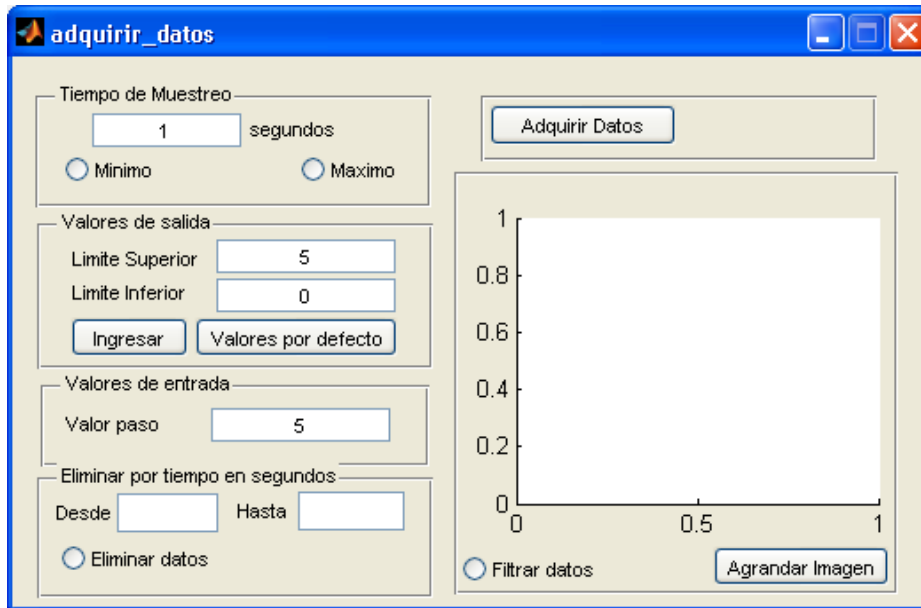 adquirir_datos
Tiempo de Muestreo
1 segundos
Minimo Maximo
Valores de salida
Limite Superior 5
Limite Inferior 0
Ingresar Valores por defecto
Valores de entrada
Valor paso 5
Eliminar por tiempo en segundos
Desde Hasta
Eliminar datos
Adquirir Datos
1
0.8
0.6
0.4
0.2
0
0 0.5 1
Filtrar datos Agrandar Imagen